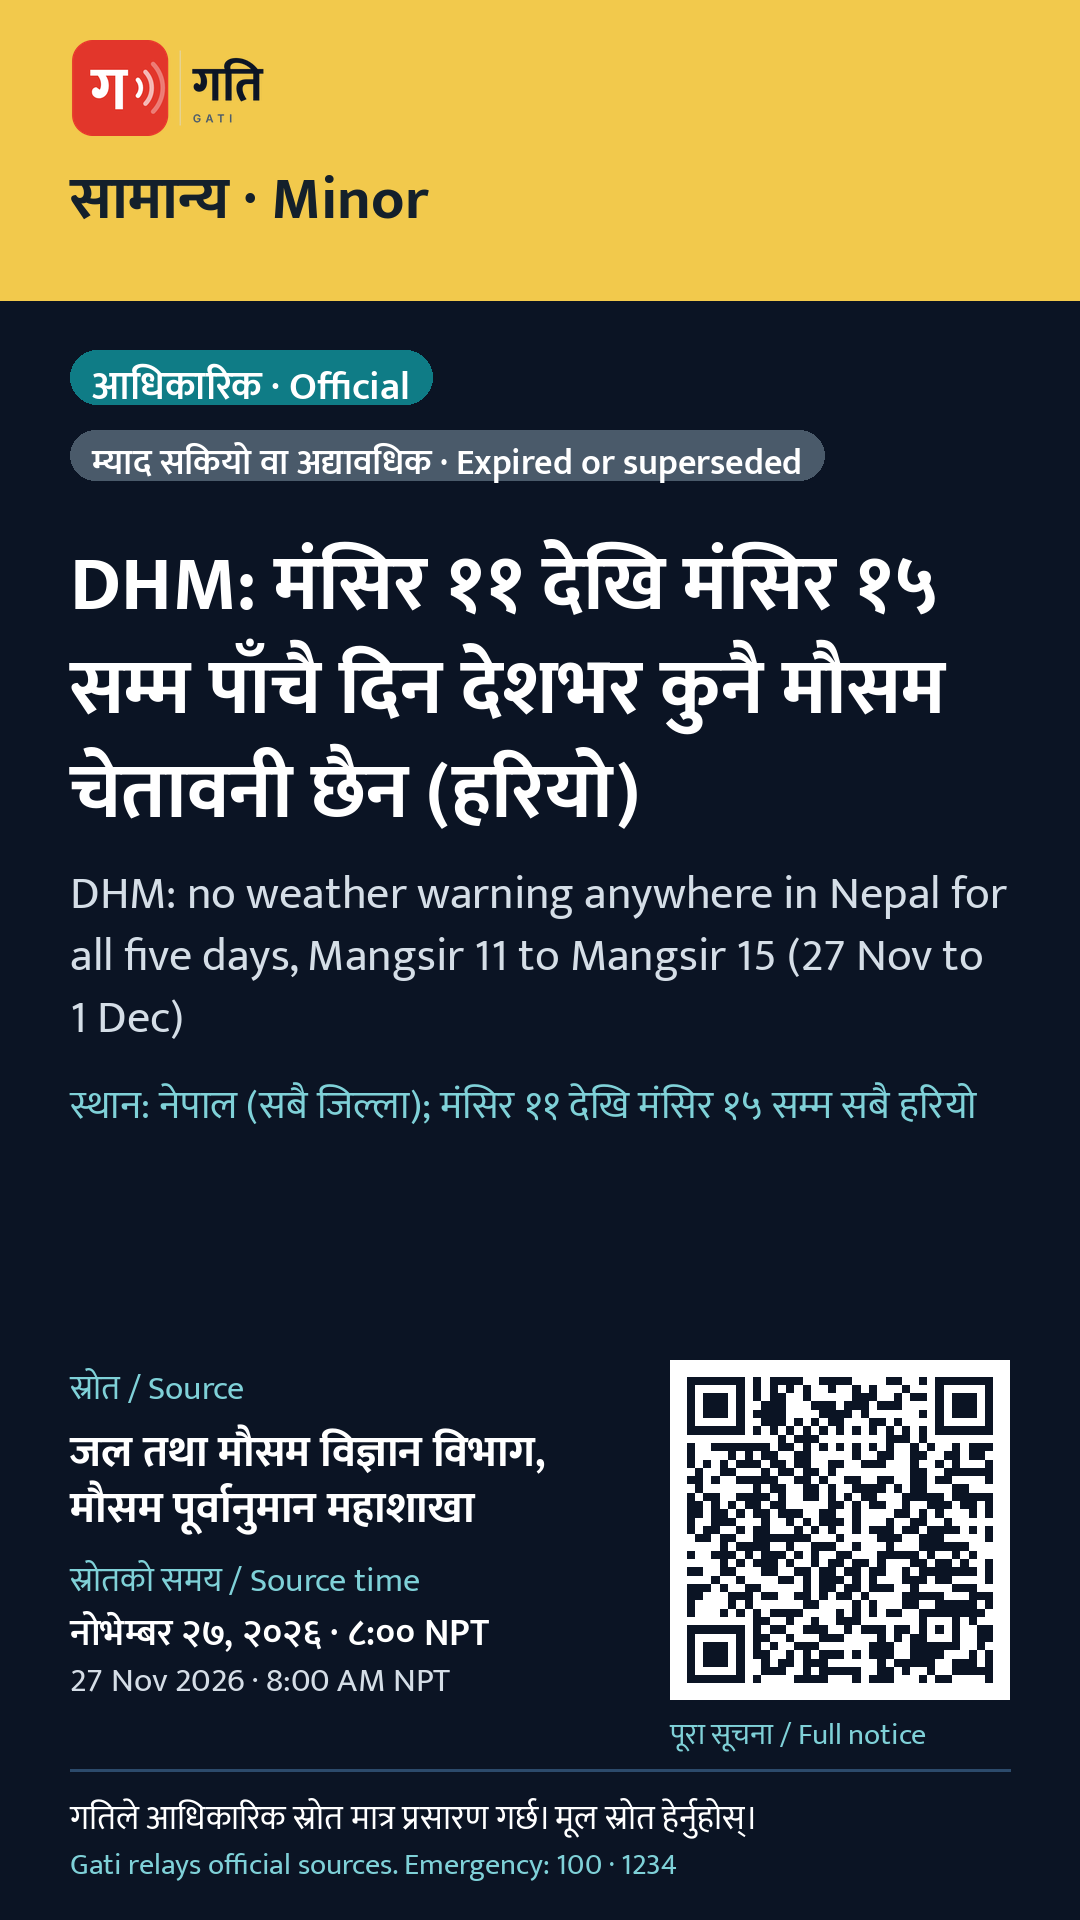 ग
गति
GATI
सामान्य · Minor
आधिकारिक · Official
म्याद सकियो वा अद्यावधिक · Expired or superseded
DHM: मंसिर ११ देखि मंसिर १५
सम्म पाँचै दिन देशभर कुनै मौसम
चेतावनी छैन (हरियो)
DHM: no weather warning anywhere in Nepal for
all five days, Mangsir 11 to Mangsir 15 (27 Nov to
1 Dec)
स्थान: नेपाल (सबै जिल्ला); मंसिर ११ देखि मंसिर १५ सम्म सबै हरियो
स्रोत / Source
जल तथा मौसम विज्ञान विभाग,
मौसम पूर्वानुमान महाशाखा
स्रोतको समय / Source time
नोभेम्बर २७, २०२६ · ८:०० NPT
27 Nov 2026 · 8:00 AM NPT
पूरा सूचना / Full notice
गतिले आधिकारिक स्रोत मात्र प्रसारण गर्छ। मूल स्रोत हेर्नुहोस्।
Gati relays official sources. Emergency: 100 · 1234